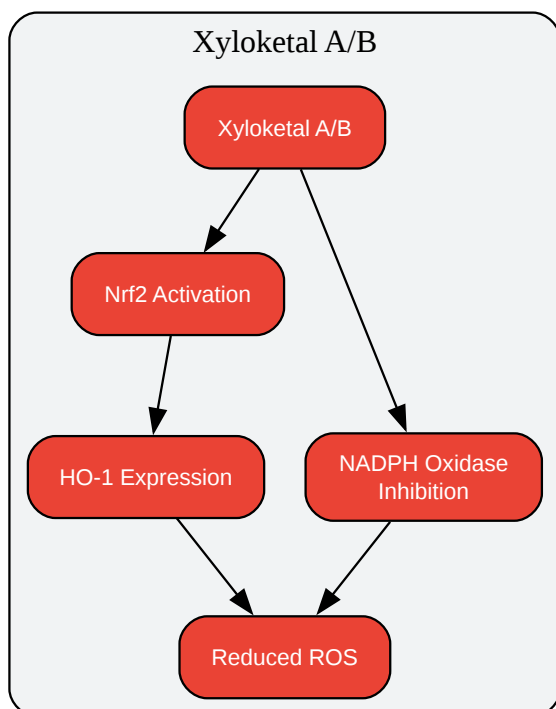 Xyloketal A/B
Xyloketal A/B
Nrf2 Activation
HO-1 Expression
NADPH Oxidase
Inhibition
Reduced ROS